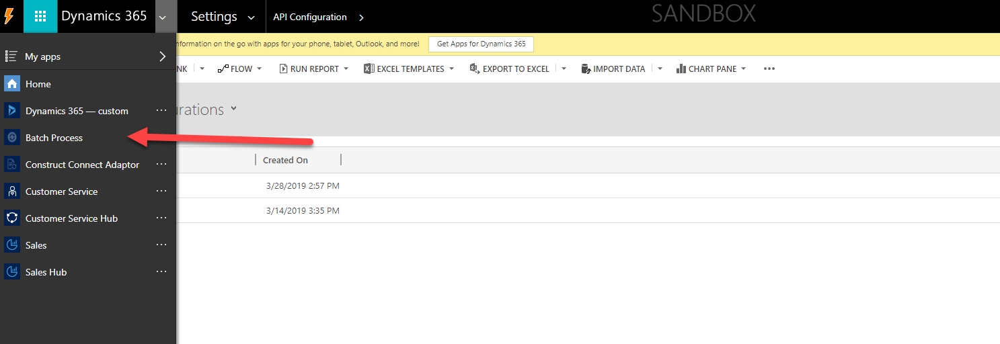 Dynamics 365 Settings API Configuration SANDBOX
information on the go with apps for your phone, tablet, Outlook, and more! Get Apps for Dynamics 365
My apps
NK FLOW RUN REPORT EXCEL TEMPLATES EXPORT TO EXCEL IMPORT DATA CHART PANE
Home
Dynamics 365 — custom
urations
Batch Process
Construct Connect Adaptor
Created On
Customer Service
3/28/2019 2:57 PM
Customer Service Hub
3/14/2019 3:35 PM
Sales
Sales Hub